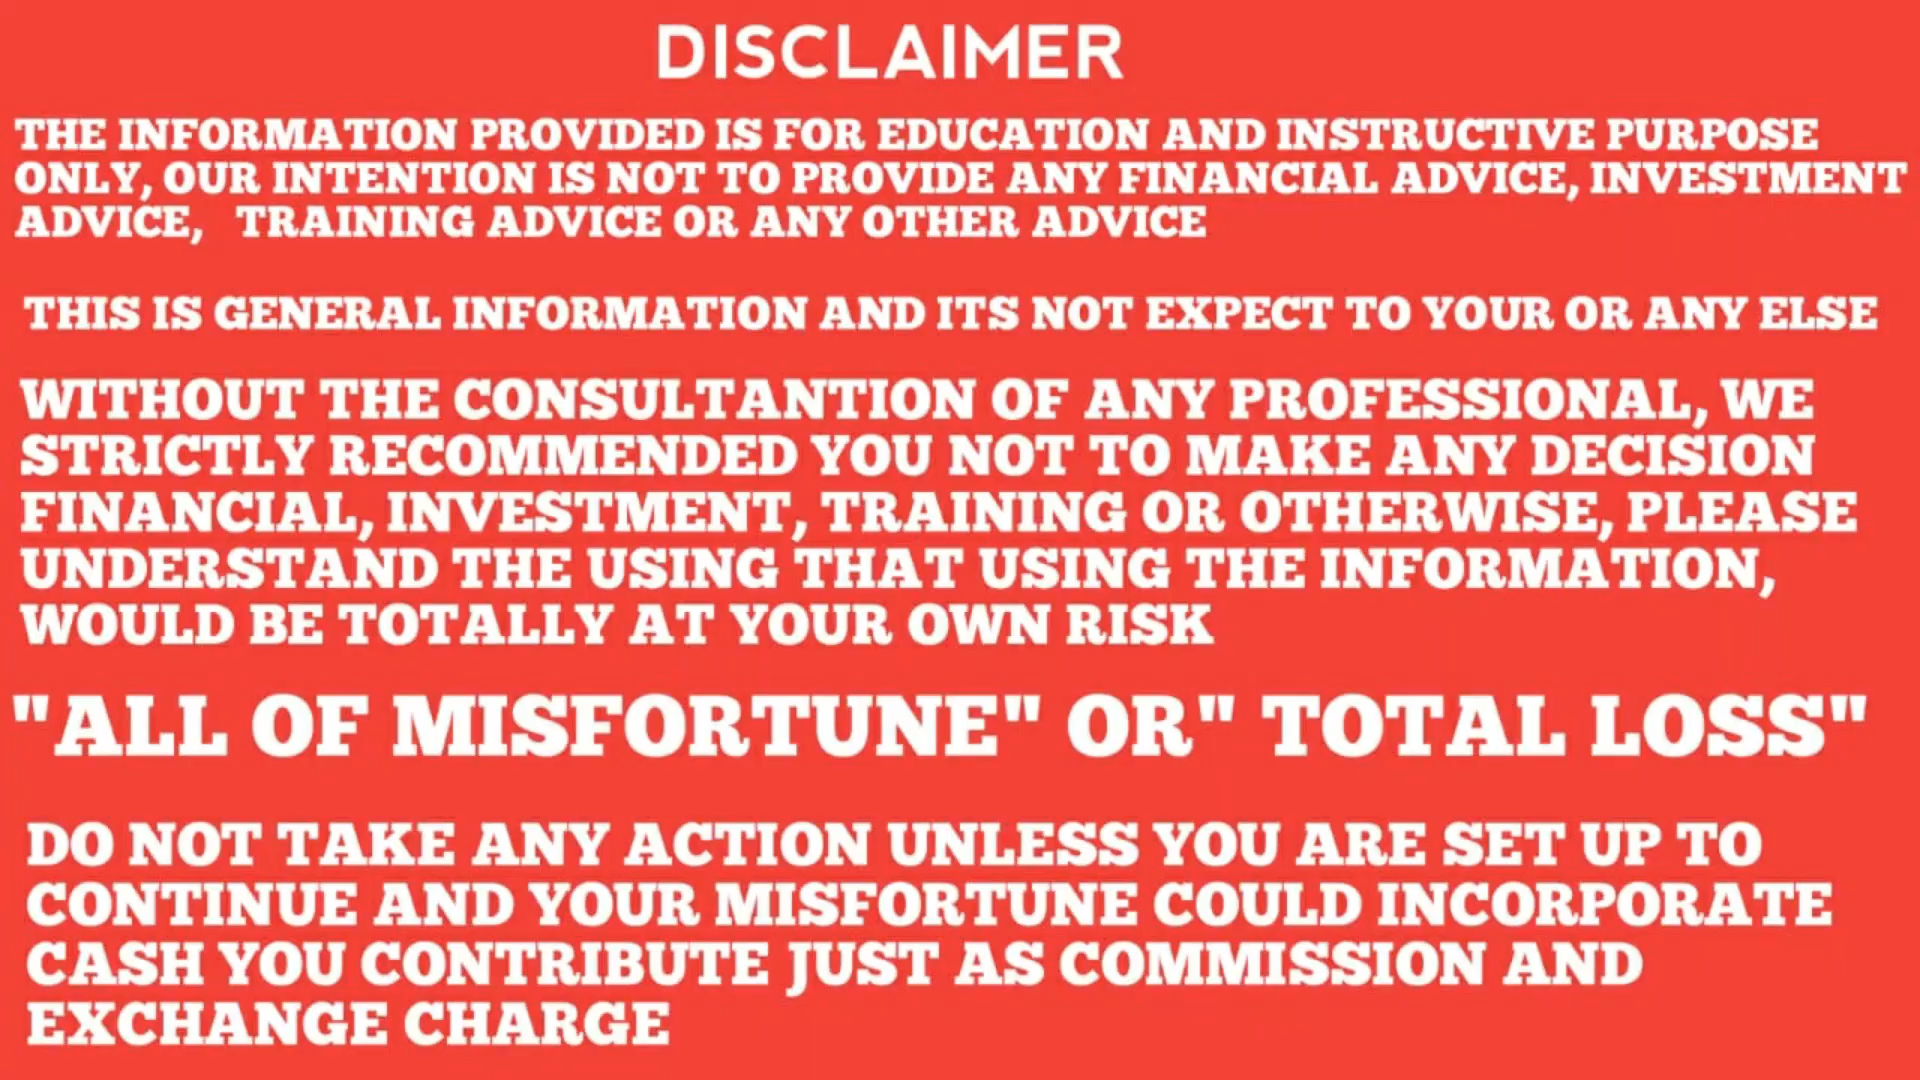 DISCLAIMER
THE INFORMATION PROVIDED IS FOR EDUCATION AND INSTRUCTIVE PURPOSE
ONLY, OUR INTENTION IS NOT TO PROVIDE ANY FINANCIAL ADVICE, INVESTMENT
ADVICE, TRAINING ADVICE OR ANY OTHER ADVICE
THIS IS GENERAL INFORMATION AND ITS NOT EXPECT TO YOUR OR ANY ELSE
WITHOUT THE CONSULTANTION OF ANY PROFESSIONAL, WE
STRICTLY RECOMMENDED YOU NOT TO MAKE ANY DECISION
FINANCIAL, INVESTMENT, TRAINING OR OTHERWISE, PLEASE
UNDERSTAND THE USING THAT USING THE INFORMATION,
WOULD BE TOTALLY AT YOUR OWN RISK
"ALL OF MISFORTUNE" OR" TOTAL LOSS"
DO NOT TAKE ANY ACTION UNLESS YOU ARE SET UP TO
CONTINUE AND YOUR MISFORTUNE COULD INCORPORATE
CASH YOU CONTRIBUTE JUST AS COMMISSION AND
EXCHANGE CHARGE